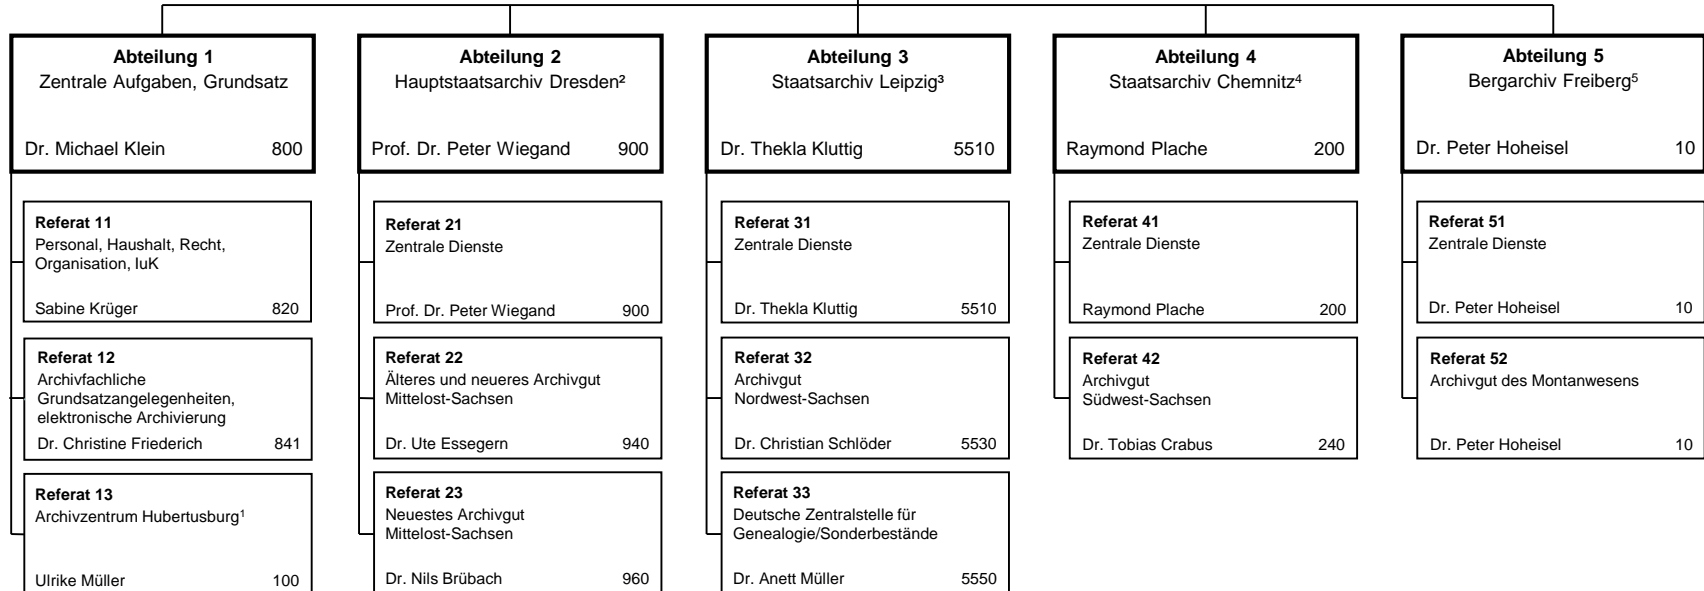 Abteilung 1
Zentrale Aufgaben, Grundsatz
Dr. Michael Klein 800
Referat 11
Personal, Haushalt, Recht,
Organisation, IuK
Sabine Krüger 820
Referat 12
Archivfachliche
Grundsatzangelegenheiten,
elektronische Archivierung
Dr. Christine Friederich 841
Referat 13
Archivzentrum Hubertusburg¹
Ulrike Müller 100
Abteilung 2
Hauptstaatsarchiv Dresden²
Prof. Dr. Peter Wiegand 900
Referat 21
Zentrale Dienste
Prof. Dr. Peter Wiegand 900
Referat 22
Älteres und neueres Archivgut
Mittelost-Sachsen
Dr. Ute Essegern 940
Referat 23
Neuestes Archivgut
Mittelost-Sachsen
Dr. Nils Brübach 960
Abteilung 3
Staatsarchiv Leipzig³
Dr. Thekla Kluttig 5510
Referat 31
Zentrale Dienste
Dr. Thekla Kluttig 5510
Referat 32
Archivgut
Nordwest-Sachsen
Dr. Christian Schlöder 5530
Referat 33
Deutsche Zentralstelle für
Genealogie/Sonderbestände
Dr. Anett Müller 5550
Abteilung 4
Staatsarchiv Chemnitz⁴
Raymond Plache 200
Referat 41
Zentrale Dienste
Raymond Plache 200
Referat 42
Archivgut
Südwest-Sachsen
Dr. Tobias Crabus 240
Abteilung 5
Bergarchiv Freiberg⁵
Dr. Peter Hoheisel 10
Referat 51
Zentrale Dienste
Dr. Peter Hoheisel 10
Referat 52
Archivgut des Montanwesens
Dr. Peter Hoheisel 10